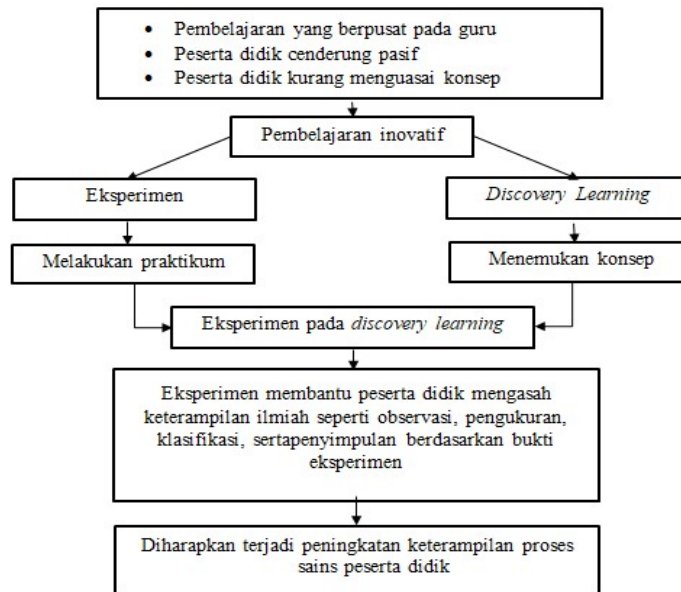 • Pembelajaran yang berpusat pada guru
• Peserta didik cenderung pasif
• Peserta didik kurang menguasai konsep
Pembelajaran inovatif
Eksperimen
Discovery Learning
Melakukan praktikum
Menemukan konsep
Eksperimen pada discovery learning
Eksperimen membantu peserta didik mengasah
keterampilan ilmiah seperti observasi, pengukuran,
klasifikasi, sertapenyimpulan berdasarkan bukti
eksperimen
Diharapkan terjadi peningkatan keterampilan proses
sains peserta didik